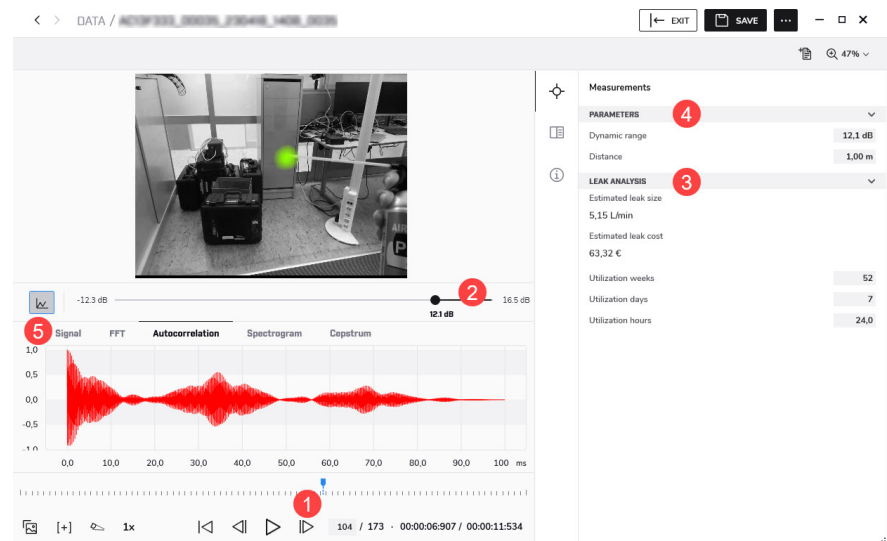 DATA /
EXIT
SAVE
47%
Measurements
PARAMETERS
4
Dynamic range
12,1 dB
Distance
1,00 m
LEAK ANALYSIS
3
Estimated leak size
5,15 L/min
Estimated leak cost
63,32 €
Utilization weeks
52
Utilization days
7
Utilization hours
24,0
AIR
P
-12.3 dB
2
16.5 dB
12.1 dB
5
Signal
FFT
Autocorrelation
Spectrogram
Cepstrum
1,0
0,5
0,0
-0,5
-1,0
0,0 10,0 20,0 30,0 40,0 50,0 60,0 70,0 80,0 90,0 100 ms
1
[+]
1x
104 / 173 · 00:00:06:907 / 00:00:11:534